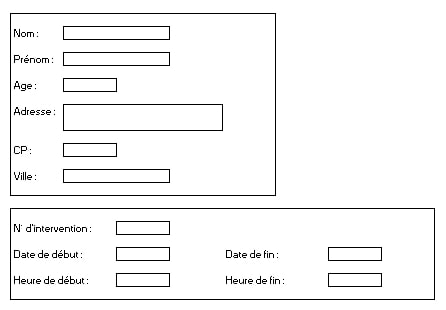 Nom :
Prénom :
Age :
Adresse :
CP :
Ville :
N° d'intervention :
Date de début : Date de fin :
Heure de début : Heure de fin :